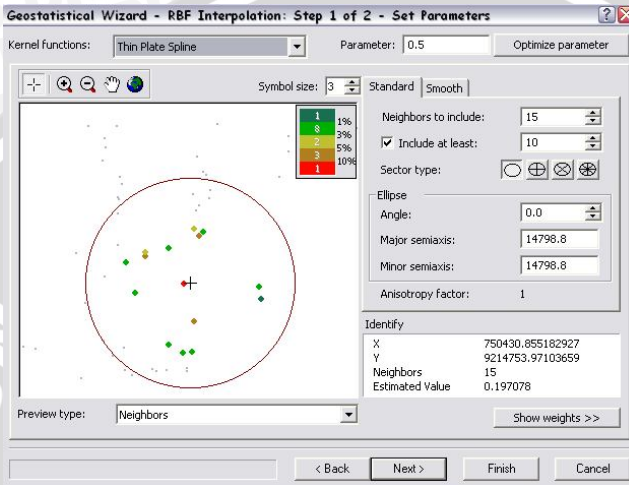 Geostatistical Wizard - RBF Interpolation: Step 1 of 2 - Set Parameters
Kernel functions: Thin Plate Spline Parameter: 0.5 Optimize parameter
Symbol size: 3
1
8
2
3
1
1%
3%
5%
10%
Standard Smooth
Neighbors to include: 15
Include at least: 10
Sector type:
Ellipse
Angle: 0.0
Major semiaxis: 14798.8
Minor semiaxis: 14798.8
Anisotropy factor: 1
Identify
X 750430.855182927
Y 9214753.97103659
Neighbors 15
Estimated Value 0.197078
Preview type: Neighbors
Show weights >>
< Back Next > Finish Cancel